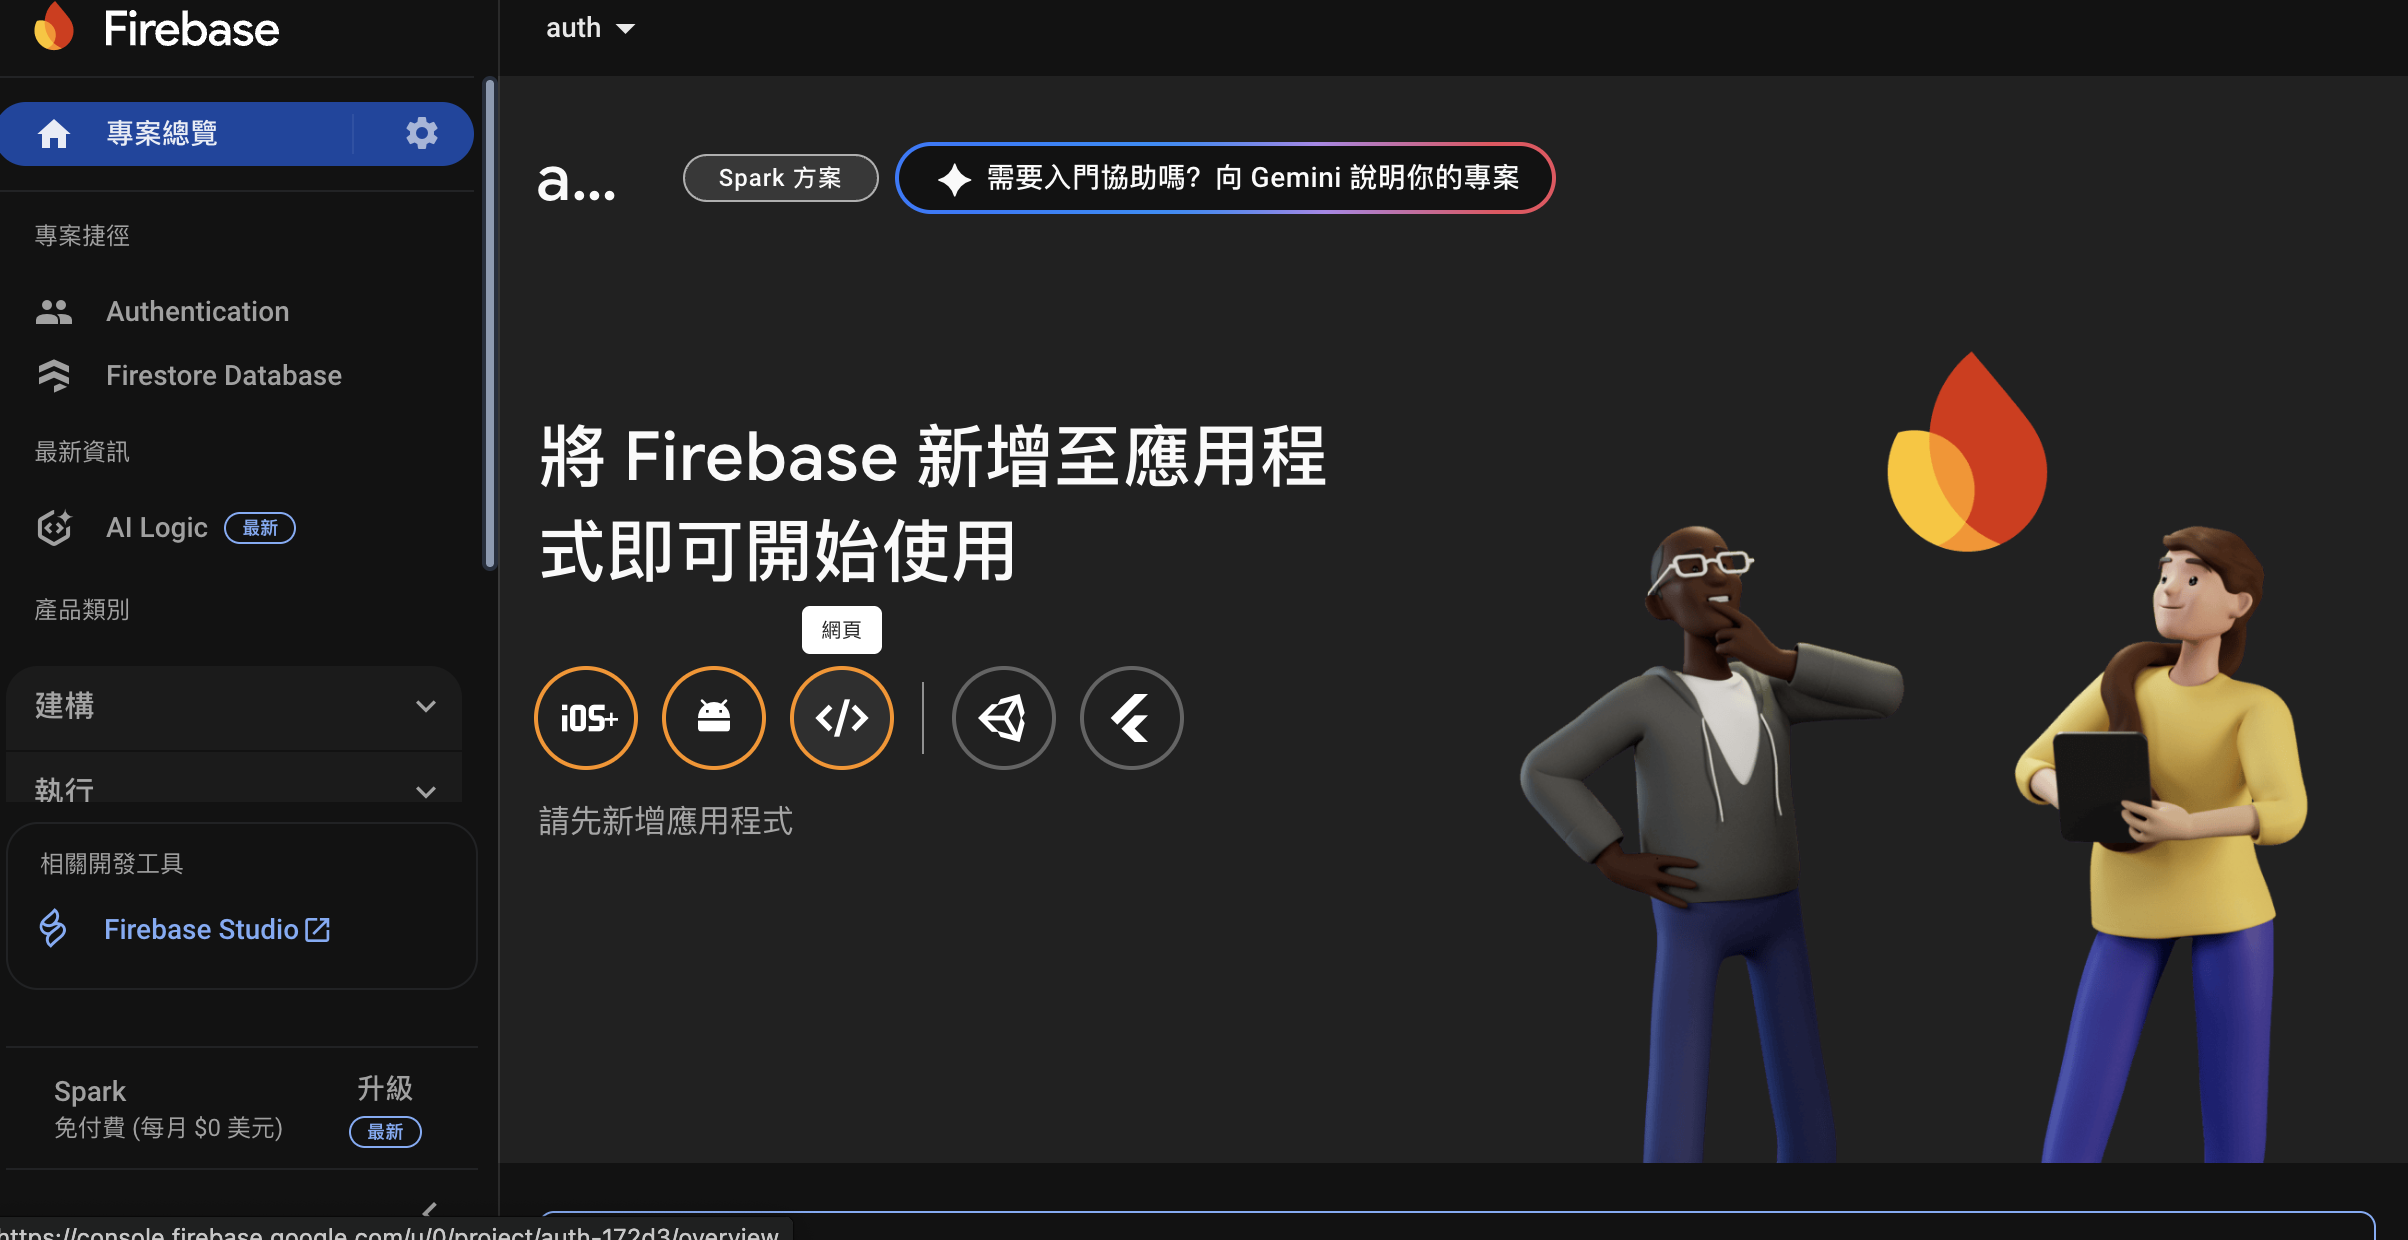 Firebase
auth
專案總覽
a...
Spark 方案
需要入門協助嗎？向 Gemini 說明你的專案
專案捷徑
Authentication
Firestore Database
最新資訊
AI Logic
最新
產品類別
建構
執行
相關開發工具
Firebase Studio
Spark
免付費 (每月 $0 美元)
升級
最新
將 Firebase 新增至應用程
式即可開始使用
網頁
iOS+
請先新增應用程式
https://console.firebase.google.com/u/0/project/auth-172d3/overview